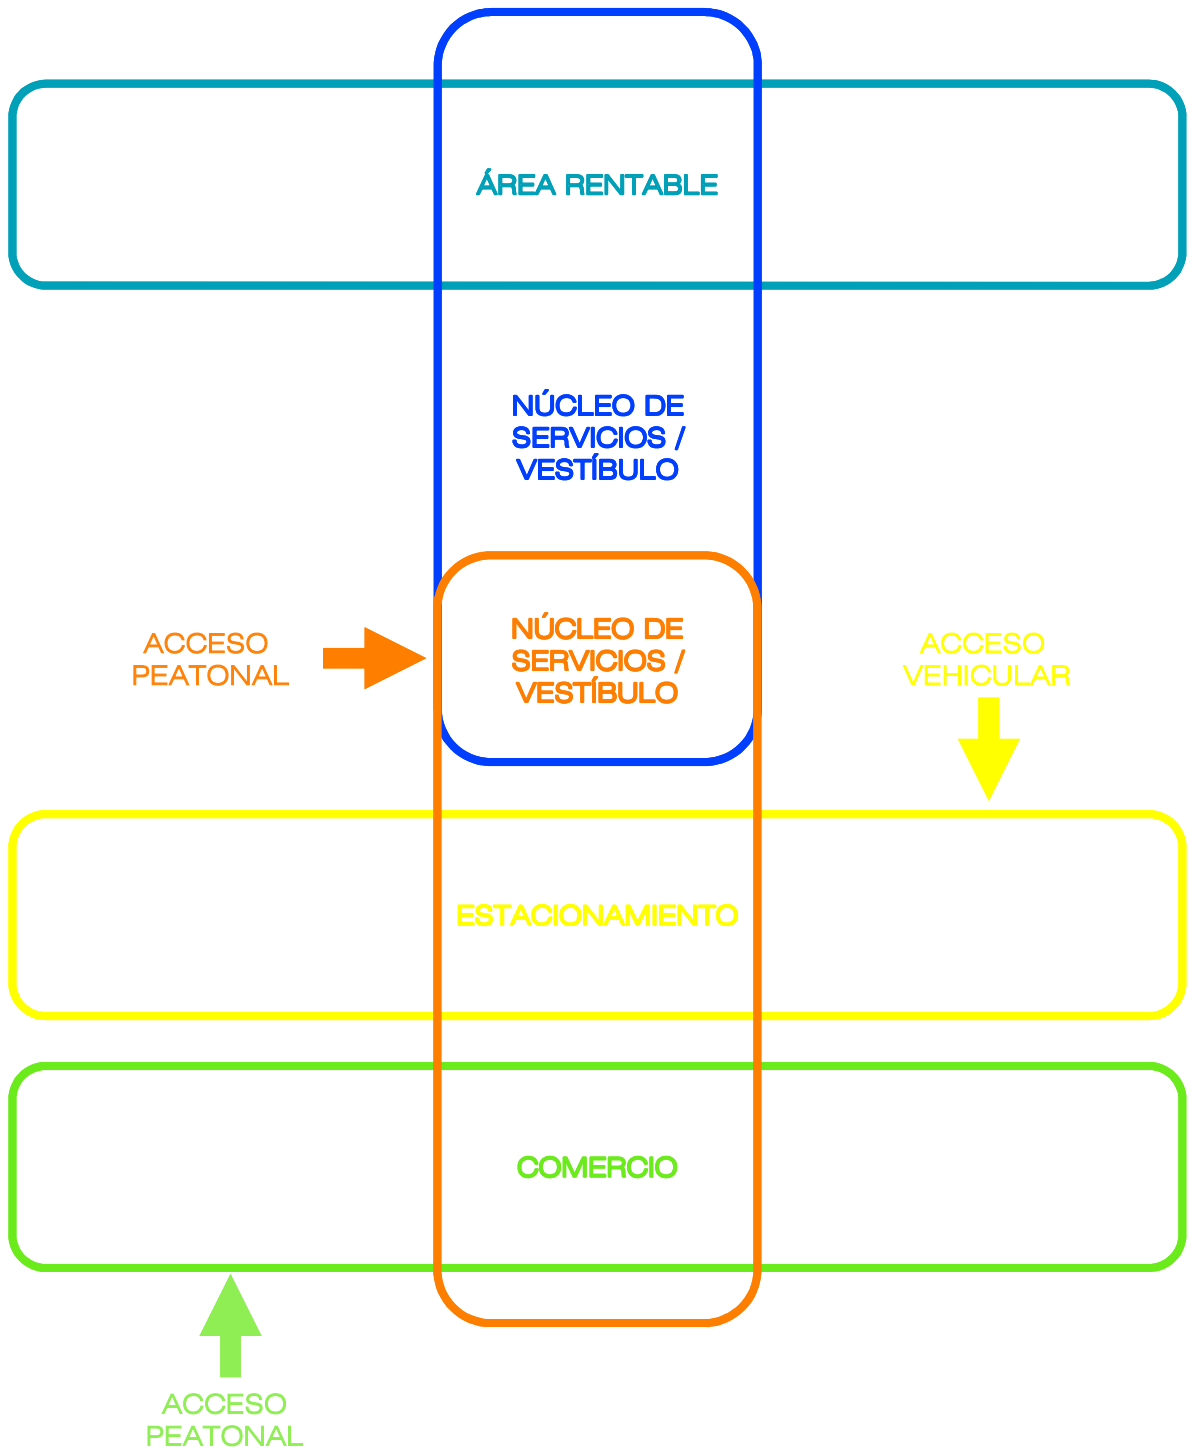 ÁREA RENTABLE
NÚCLEO DE
SERVICIOS /
VESTÍBULO
NÚCLEO DE
SERVICIOS /
VESTÍBULO
ACCESO
PEATONAL
ACCESO
VEHICULAR
ESTACIONAMIENTO
COMERCIO
ACCESO
PEATONAL